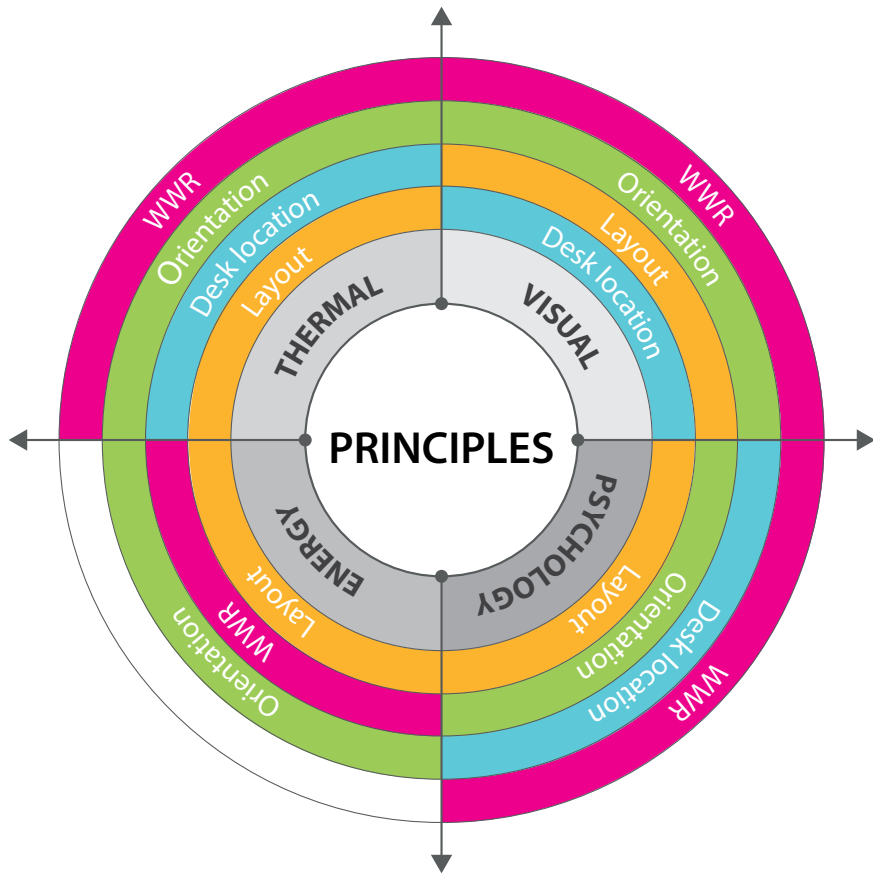 WWR
Orientation
Desk location
Layout
THERMAL
WWR
Orientation
Layout
Desk location
VISUAL
PRINCIPLES
ENERGY
Layout
WWR
Orientation
PSYCHOLOGY
Layout
Orientation
Desk location
WWR